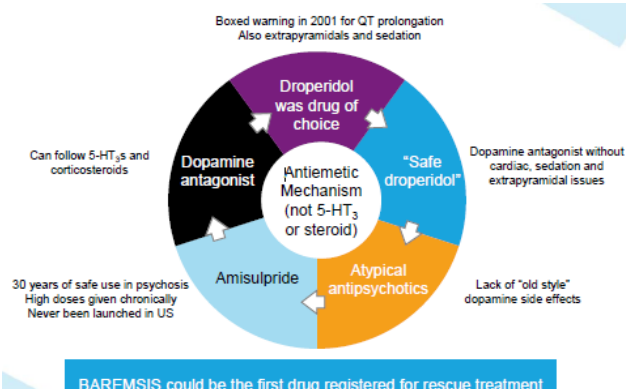 Boxed warning in 2001 for QT prolongation
Also extrapyramidals and sedation
Droperidol
was drug of
choice
Can follow 5-HT₃s and
corticosteroids
Dopamine
antagonist
Antiemetic
Mechanism
(not 5-HT₃
or steroid)
"Safe
droperidol"
Dopamine antagonist without
cardiac, sedation and
extrapyramidal issues
30 years of safe use in psychosis
High doses given chronically
Never been launched in US
Amisulpride
Atypical
antipsychotics
Lack of "old style"
dopamine side effects
BAREMSIS could be the first drug registered for rescue treatment